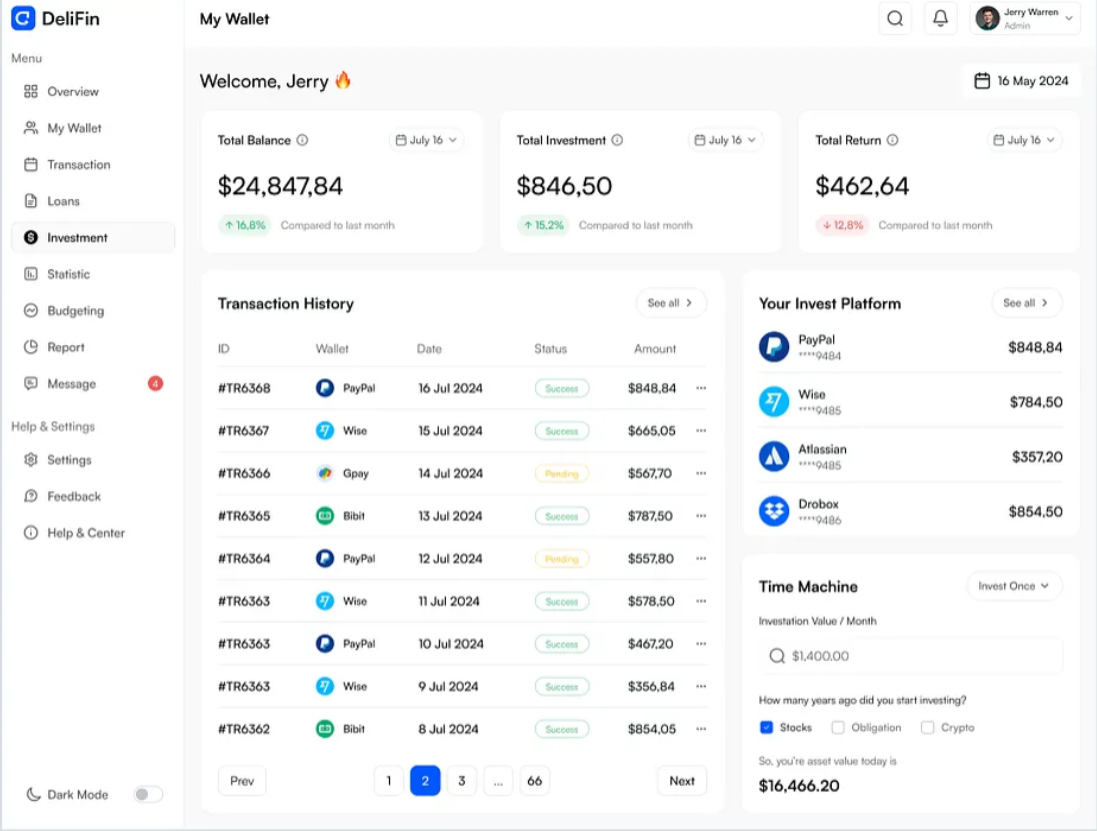 DeliFin
Menu
Overview
My Wallet
Transaction
Loans
Investment
Statistic
Budgeting
Report
Message 4
Help & Settings
Settings
Feedback
Help & Center
Dark Mode
My Wallet
Jerry Warren
Admin
Welcome, Jerry 🔥
16 May 2024
Total Balance July 16
$24,847,84
↑ 16,8% Compared to last month
Total Investment July 16
$846,50
↑ 15,2% Compared to last month
Total Return July 16
$462,64
↓ 12,8% Compared to last month
Transaction History See all >
ID Wallet Date Status Amount
#TR6368 PayPal 16 Jul 2024 Success $848,84 ...
#TR6367 Wise 15 Jul 2024 Success $665,05 ...
#TR6366 Gpay 14 Jul 2024 Pending $567,70 ...
#TR6365 Bibit 13 Jul 2024 Success $787,50 ...
#TR6364 PayPal 12 Jul 2024 Pending $557,80 ...
#TR6363 Wise 11 Jul 2024 Success $578,50 ...
#TR6363 PayPal 10 Jul 2024 Success $467,20 ...
#TR6363 Wise 9 Jul 2024 Success $356,84 ...
#TR6362 Bibit 8 Jul 2024 Success $854,05 ...
Prev 1 2 3 ... 66 Next
Your Invest Platform See all >
PayPal
****9484
$848,84
Wise
****9485
$784,50
Atlassian
****9485
$357,20
Drobox
****9486
$854,50
Time Machine Invest Once
Investation Value / Month
$1,400.00
How many years ago did you start investing?
Stocks Obligation Crypto
So, you're asset value today is
$16,466.20